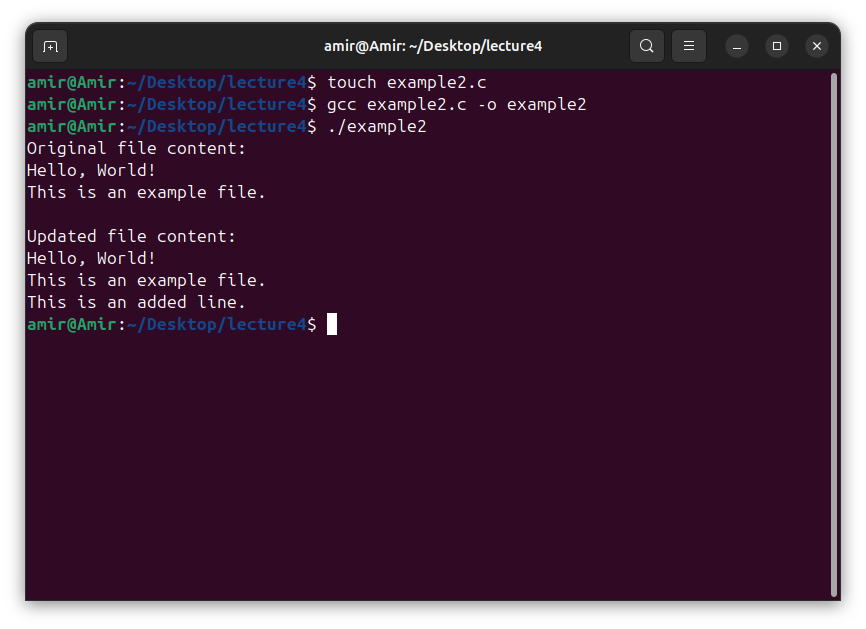 amir@Amir: ~/Desktop/lecture4
amir@Amir:~/Desktop/lecture4$ touch example2.c
amir@Amir:~/Desktop/lecture4$ gcc example2.c -o example2
amir@Amir:~/Desktop/lecture4$ ./example2
Original file content:
Hello, World!
This is an example file.

Updated file content:
Hello, World!
This is an example file.
This is an added line.
amir@Amir:~/Desktop/lecture4$